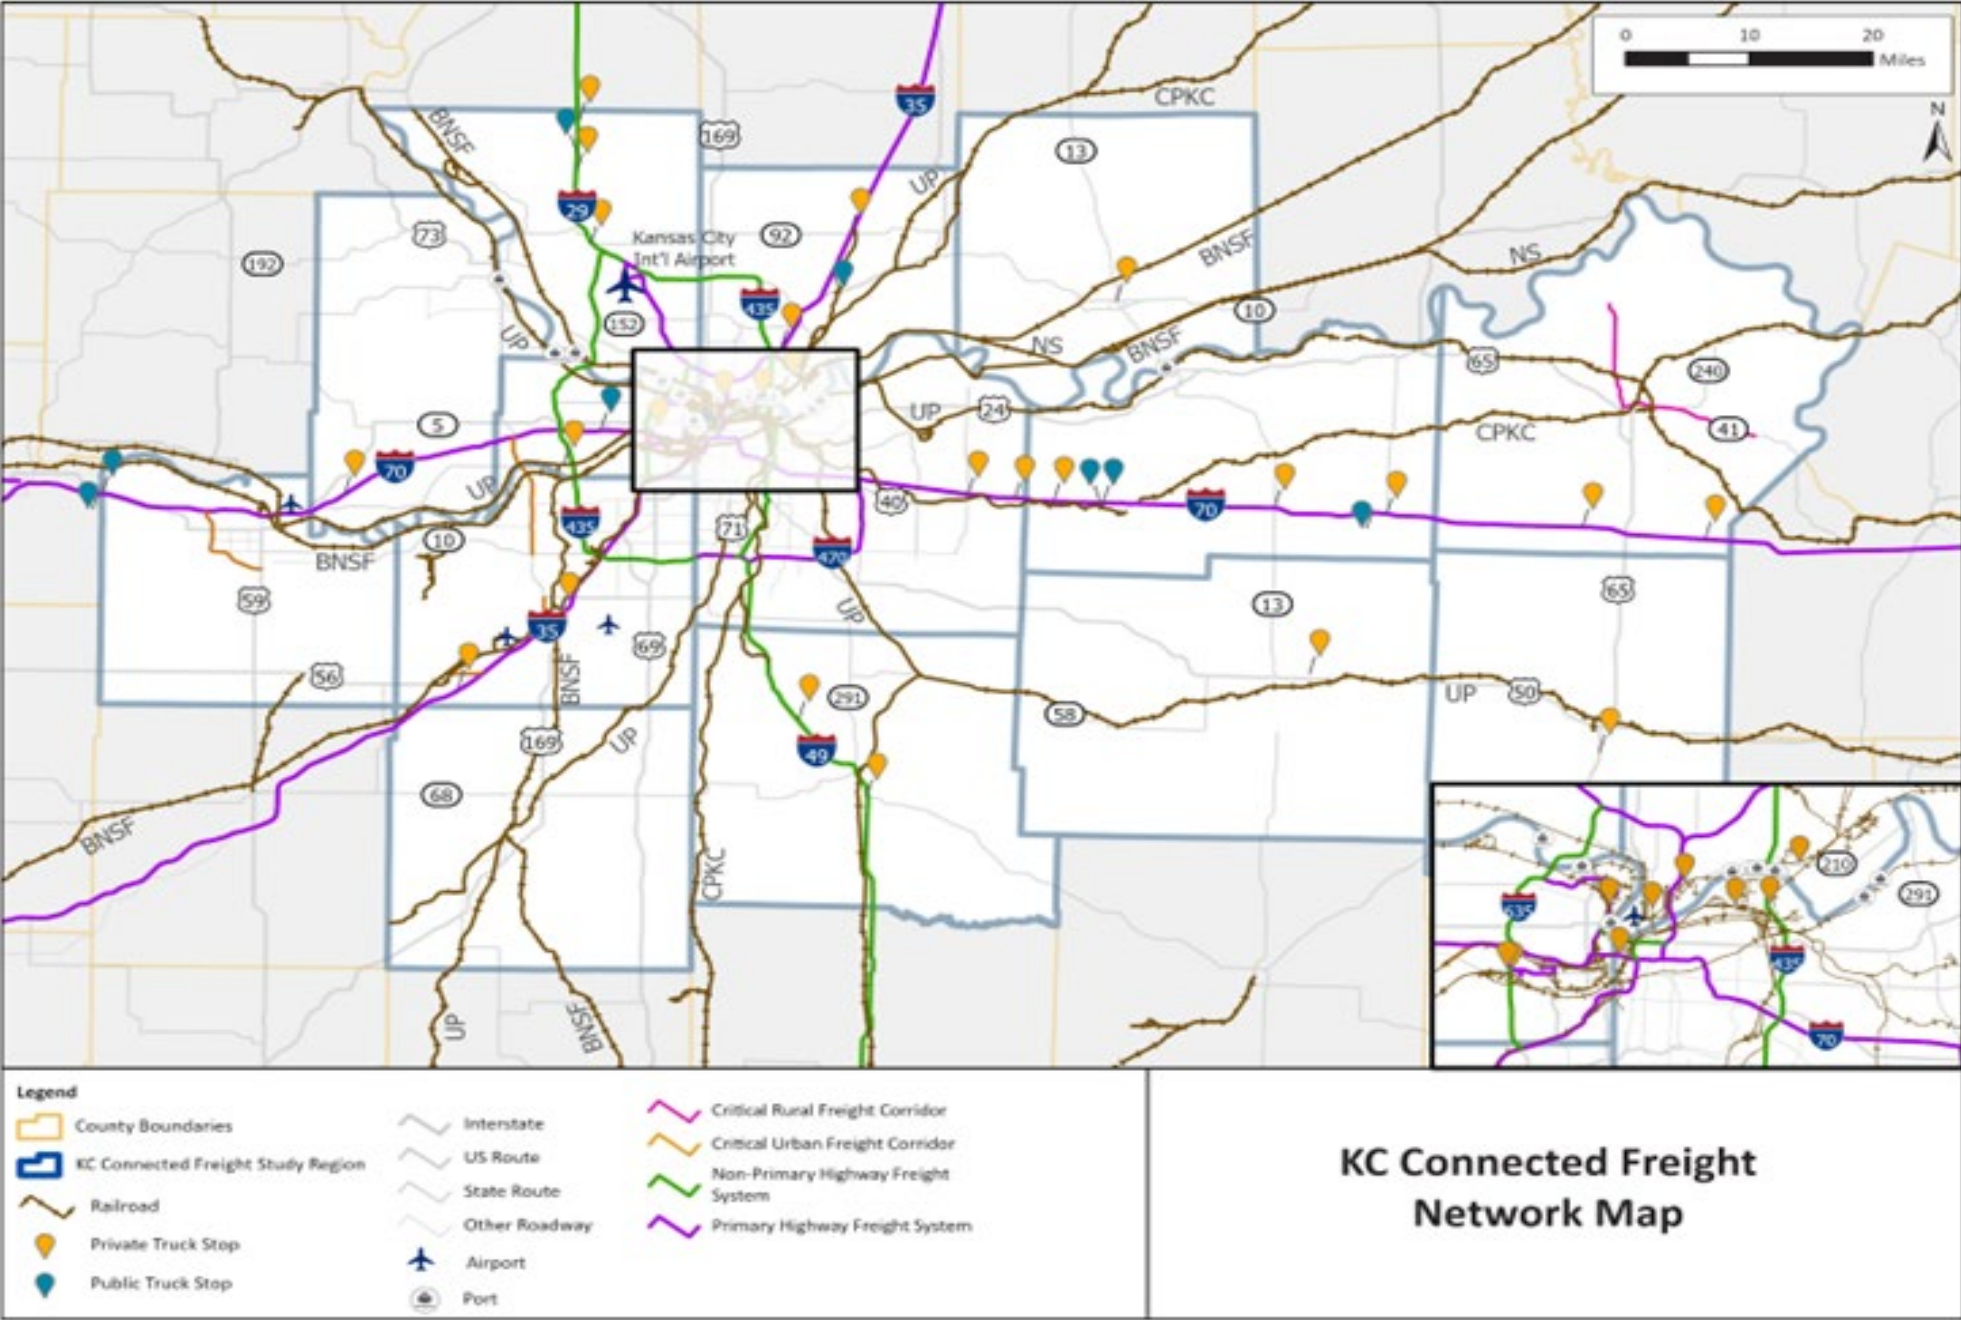 0 10 20
Miles
N
CPKC
35
BNSF
169
13
UP
29
73
Kansas City
Int'l Airport
92
192
BNSF
NS
435
10
152
UP
NS
BNSF
65
240
UP
24
5
CPKC
41
70
UP
40
70
435
71
10
470
BNSF
59
13
65
UP
35
69
56
BNSF
291
58
UP
50
169
UP
49
68
BNSF
CPKC
210
291
635
435
UP
BNSF
70
Legend
County Boundaries
KC Connected Freight Study Region
Railroad
Private Truck Stop
Public Truck Stop
Interstate
US Route
State Route
Other Roadway
Airport
Port
Critical Rural Freight Corridor
Critical Urban Freight Corridor
Non-Primary Highway Freight
System
Primary Highway Freight System
KC Connected Freight
Network Map